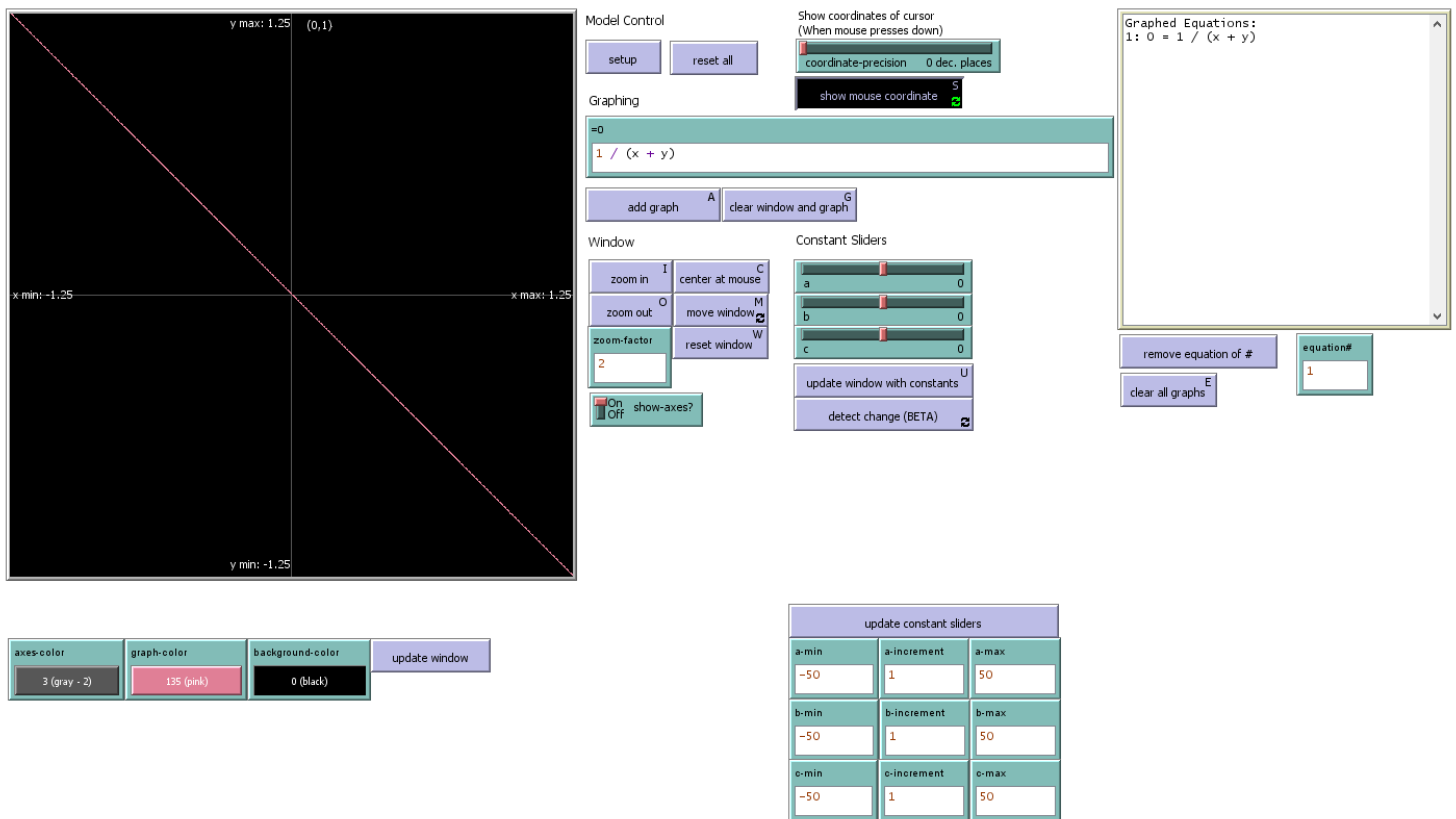 y max: 1.25
(0,1)
x min: -1.25
x max: 1.25
y min: -1.25
Model Control
setup
reset all
Show coordinates of cursor
(When mouse presses down)
coordinate-precision 0 dec. places
show mouse coordinate S
Graphing
=0
1 / (x + y)
add graph A
clear window and graph G
Window
zoom in I
center at mouse C
zoom out O
move window M
zoom-factor
2
reset window W
On
Off
show-axes?
Constant Sliders
a 0
b 0
c 0
update window with constants U
detect change (BETA)
Graphed Equations:
1: 0 = 1 / (x + y)
remove equation of #
equation#
1
clear all graphs E
axes-color
3 (gray - 2)
graph-color
135 (pink)
background-color
0 (black)
update window
update constant sliders
a-min a-increment a-max
-50 1 50
b-min b-increment b-max
-50 1 50
c-min c-increment c-max
-50 1 50